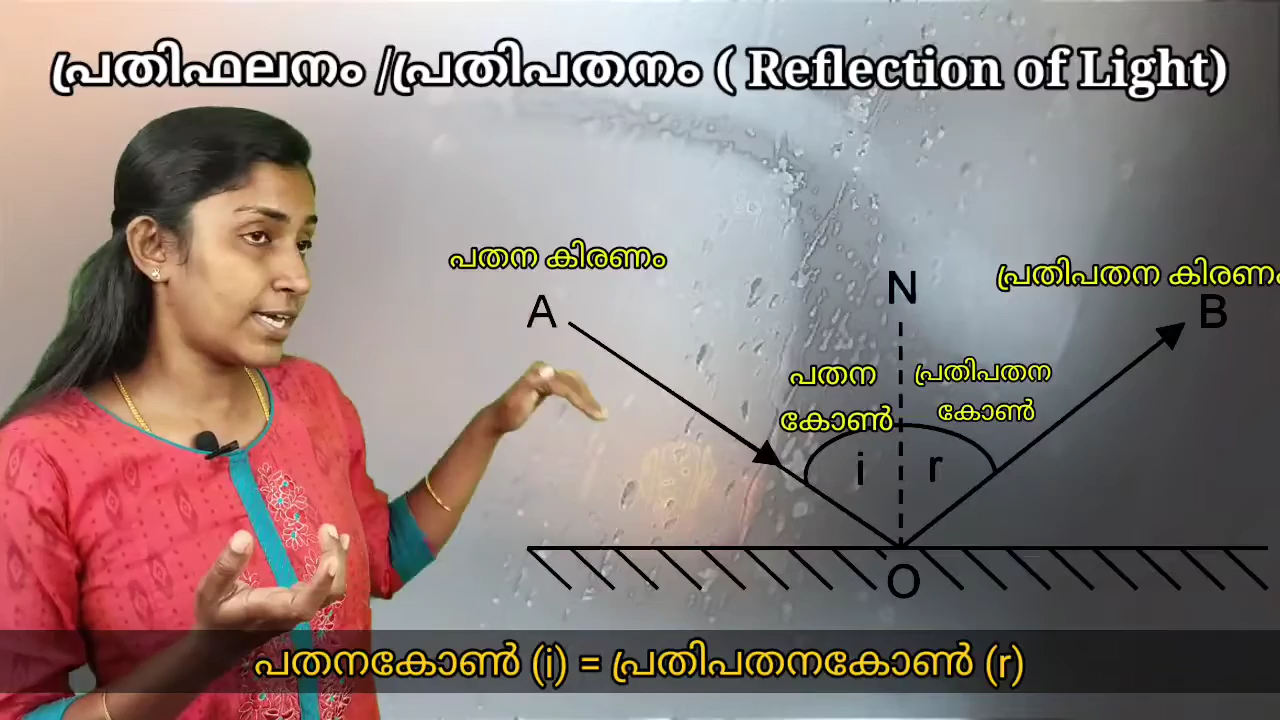 പ്രതിഫലനം /പ്രതിപതനം ( Reflection of Light)
പതന കിരണം
പ്രതിപതന കിരണം
A
N
B
പതന
കോൺ
പ്രതിപതന
കോൺ
i
r
O
പതനകോൺ (i) = പ്രതിപതനകോൺ (r)